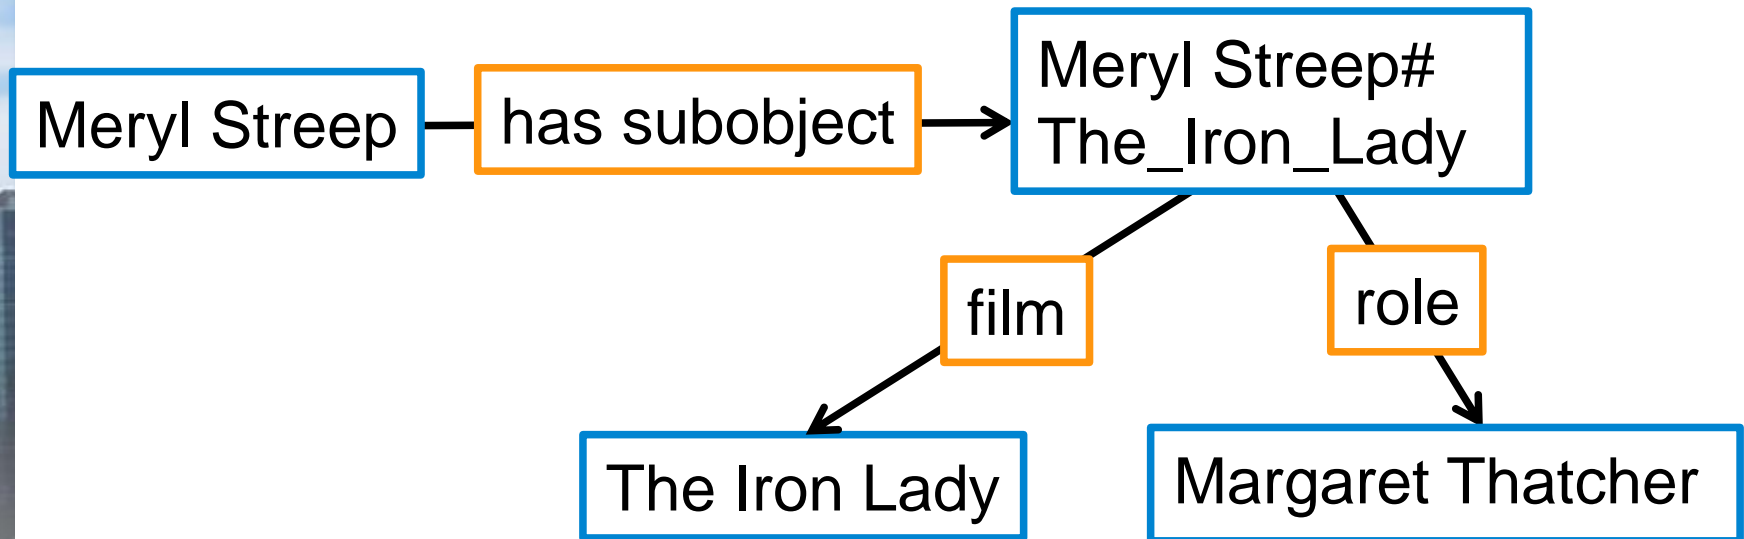 Meryl Streep
has subobject
Meryl Streep#
The_Iron_Lady
film
role
The Iron Lady
Margaret Thatcher